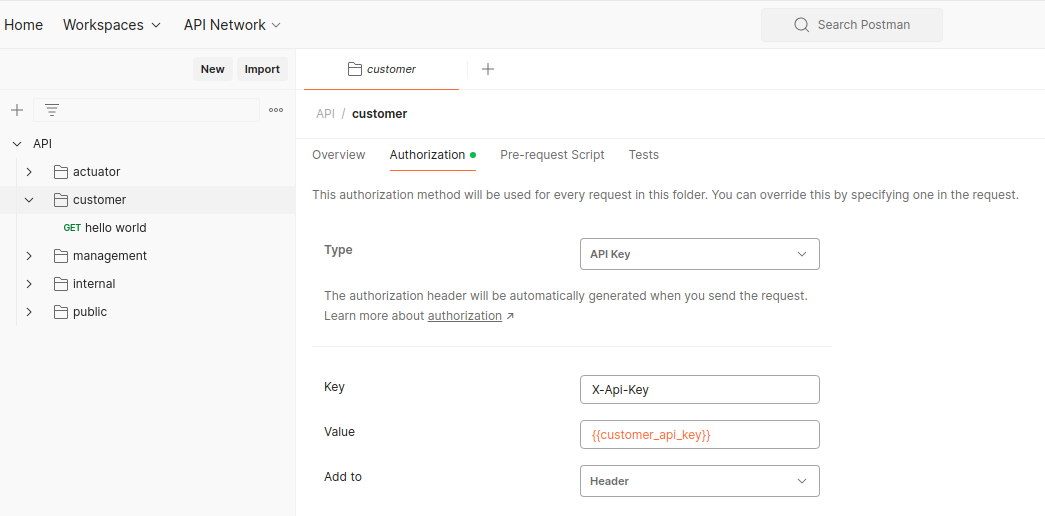 Home Workspaces API Network Search Postman
New Import
customer
API / customer
API
actuator
customer
GET hello world
management
internal
public
Overview Authorization Pre-request Script Tests
This authorization method will be used for every request in this folder. You can override this by specifying one in the request.
Type API Key
The authorization header will be automatically generated when you send the request.
Learn more about authorization ↗
Key X-Api-Key
Value {{customer_api_key}}
Add to Header